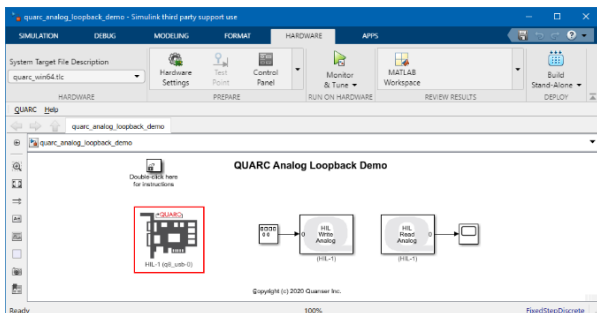 quarc_analog_loopback_demo - Simulink third party support use
SIMULATION DEBUG MODELING FORMAT HARDWARE APPS
System Target File Description
quarc_win64.tlc
Hardware Settings
Test Point
Control Panel
Monitor & Tune
MATLAB Workspace
Build Stand-Alone
HARDWARE PREPARE RUN ON HARDWARE REVIEW RESULTS DEPLOY
QUARC Help
quarc_analog_loopback_demo
quarc_analog_loopback_demo
QUARC Analog Loopback Demo
Double-click here
for instructions
QUARC
HIL-1 (q8_usb-0)
0
HIL
Write
Analog
(HIL-1)
HIL
Read
Analog
0
(HIL-1)
Copyright (c) 2020 Quanser Inc.
Ready 100% FixedStepDiscrete